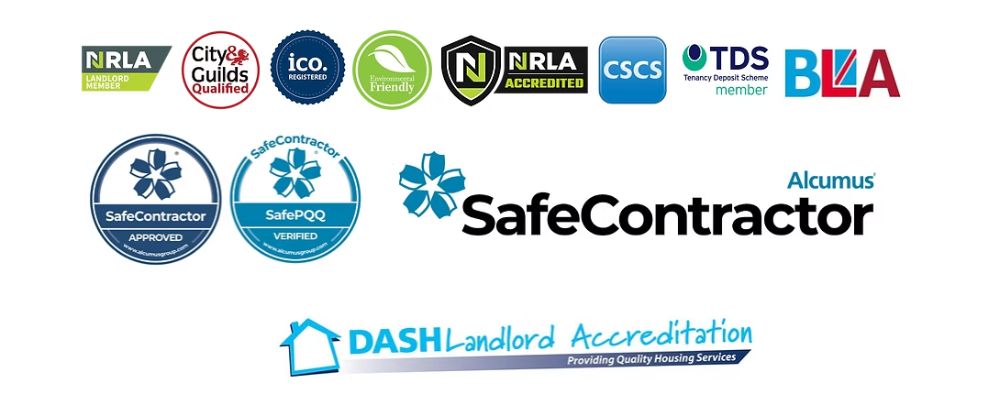 NRLA
LANDLORD
MEMBER
City&
Guilds
Qualified
ico.
REGISTERED
Environmental
Friendly
N
NRLA
ACCREDITED
CSCS
TDS
Tenancy Deposit Scheme
member
BLLA
SafeContractor
APPROVED
www.alcumusgroup.com
SafeContractor
SafePQQ
VERIFIED
www.alcumusgroup.com
Alcumus®
SafeContractor
DASH Landlord Accreditation
Providing Quality Housing Services